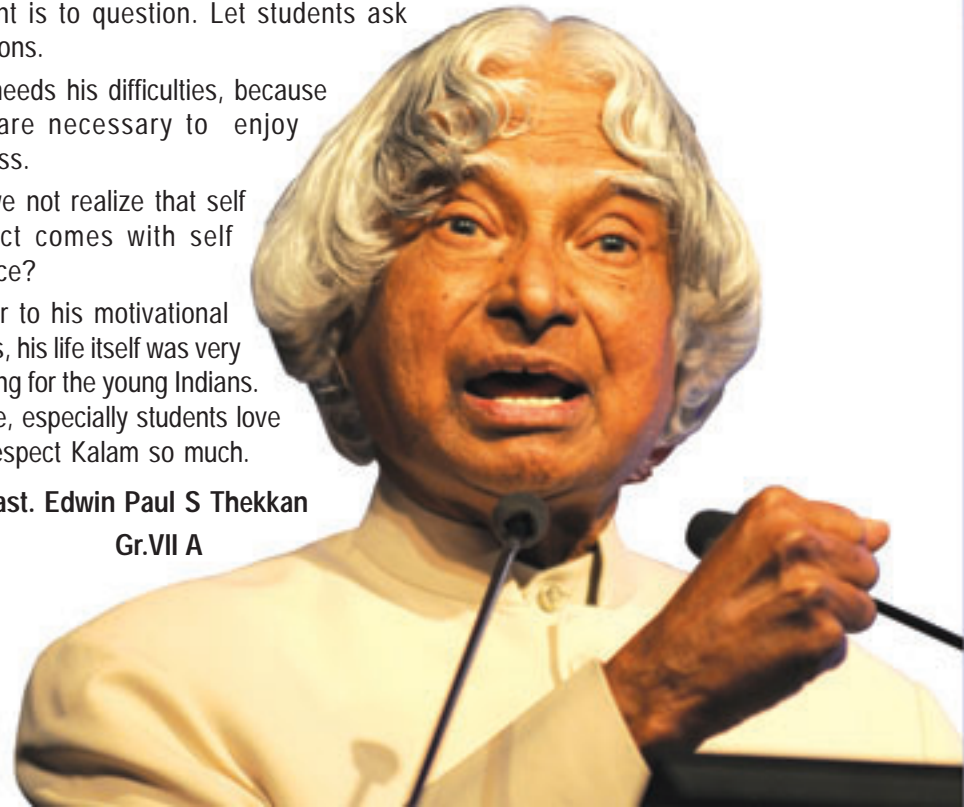 nt is to question. Let students ask
ons.
needs his difficulties, because
are necessary to enjoy
ss.
ve not realize that self
ct comes with self
ce?
r to his motivational
s, his life itself was very
ng for the young Indians.
e, especially students love
espect Kalam so much.
ast. Edwin Paul S Thekkan
Gr.VII A